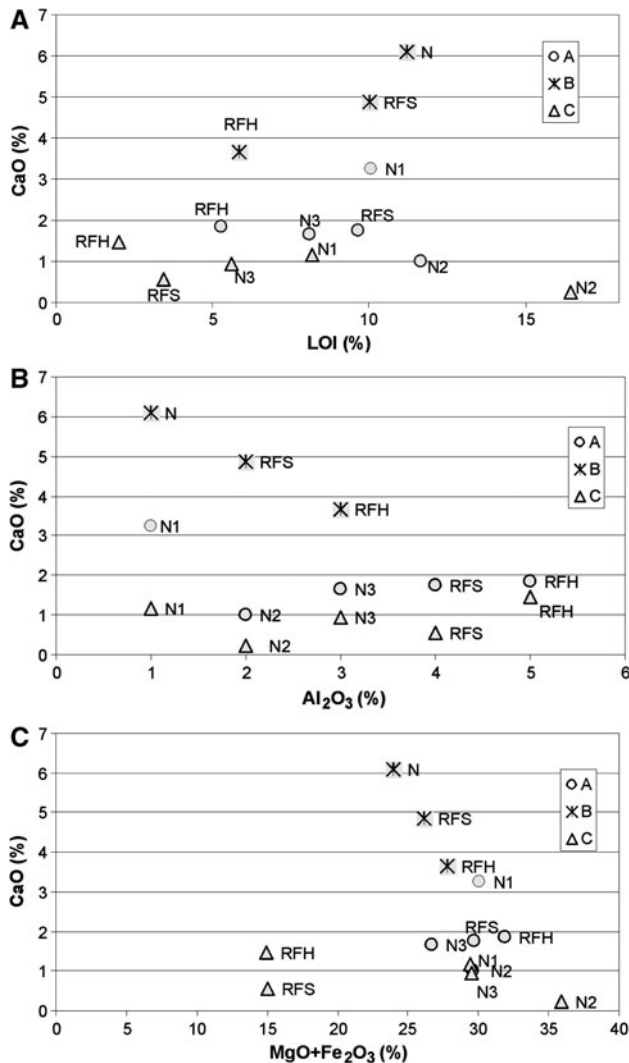 A
CaO (%)
7
6
5
4
3
2
1
0
N
RFS
RFH
N1
RFH
N3
RFS
N2
RFH
RFS
N3
N1
N2
A
B
C
0
5
10
15
LOI (%)
B
CaO (%)
7
6
5
4
3
2
1
0
N
RFS
RFH
N1
N2
N3
RFS
RFH
N1
N2
N3
RFS
RFH
A
B
C
0
1
2
3
4
5
6
Al₂O₃ (%)
C
CaO (%)
7
6
5
4
3
2
1
0
N
RFS
RFH
N1
RFS
N3
RFH
RFH
N1
N2
RFS
N3
N2
A
B
C
0
5
10
15
20
25
30
35
40
MgO+Fe₂O₃ (%)